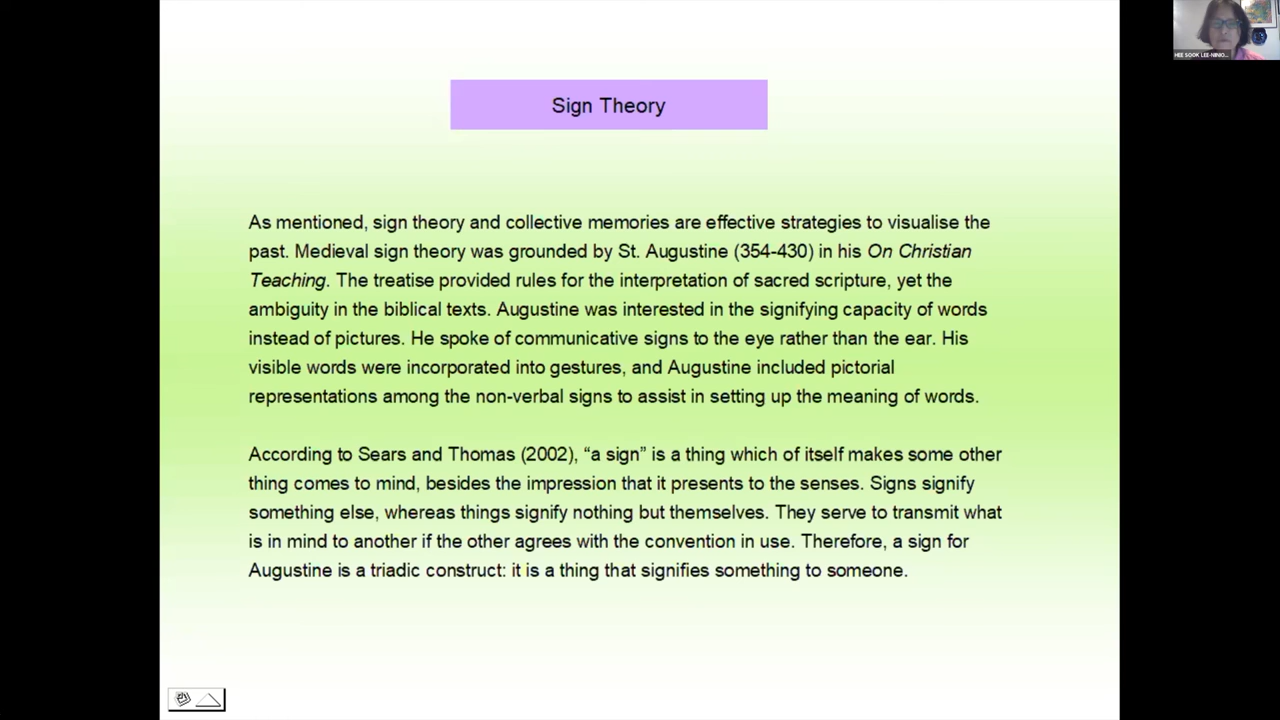 HEE SOOK LEE-NIINIO...
Sign Theory
As mentioned, sign theory and collective memories are effective strategies to visualise the
past. Medieval sign theory was grounded by St. Augustine (354-430) in his On Christian
Teaching. The treatise provided rules for the interpretation of sacred scripture, yet the
ambiguity in the biblical texts. Augustine was interested in the signifying capacity of words
instead of pictures. He spoke of communicative signs to the eye rather than the ear. His
visible words were incorporated into gestures, and Augustine included pictorial
representations among the non-verbal signs to assist in setting up the meaning of words.
According to Sears and Thomas (2002), “a sign” is a thing which of itself makes some other
thing comes to mind, besides the impression that it presents to the senses. Signs signify
something else, whereas things signify nothing but themselves. They serve to transmit what
is in mind to another if the other agrees with the convention in use. Therefore, a sign for
Augustine is a triadic construct: it is a thing that signifies something to someone.